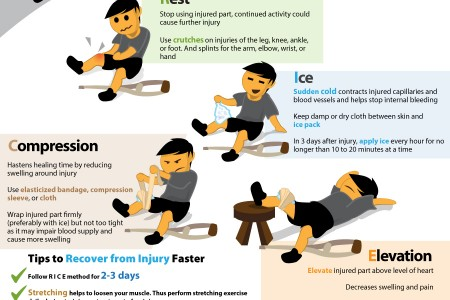 Rest
Stop using injured part, continued activity could
cause further injury
Use crutches on injuries of the leg, knee, ankle,
or foot. And splints for the arm, elbow, wrist, or
hand
Ice
Sudden cold contracts injured capillaries and
blood vessels and helps stop internal bleeding
Keep damp or dry cloth between skin and
ice pack
In 3 days after injury, apply ice every hour for no
longer than 10 to 20 minutes at a time
Compression
Hastens healing time by reducing
swelling around injury
Use elasticized bandage, compression
sleeve, or cloth
Wrap injured part firmly
(preferably with ice) but not too tight
as it may impair blood supply and
cause more swelling
Elevation
Elevate injured part above level of heart
Decreases swelling and pain
Tips to Recover from Injury Faster
Follow R I C E method for 2-3 days
Stretching helps to loosen your muscle. Thus perform stretching exercise